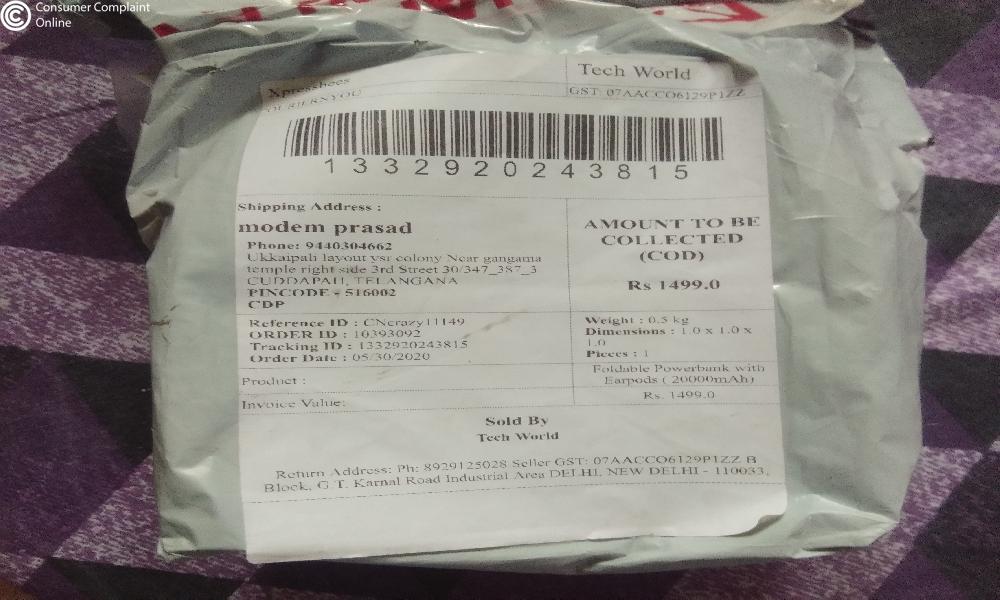 Consumer Complaint
Online
Xpressbees
Tech World
GST: 07AACCO6129P1ZZ
1332920243815
Shipping Address :
modem prasad
Phone: 9440304662
Ukkaipali layout ysr colony Near gangama
temple right side 3rd Street 30/347_387_3
CUDDAPAH, TELANGANA
PINCODE - 516002
CDP
AMOUNT TO BE
COLLECTED
(COD)
Rs 1499.0
Reference ID : CNcrazy11149
ORDER ID : 10393092
Tracking ID : 1332920243815
Order Date : 05/30/2020
Weight : 0.5 kg
Dimensions : 1.0 x 1.0 x
1.0
Pieces : 1
Product :
Foldable Powerbank with
Earpods ( 20000mAh)
Invoice Value:
Rs. 1499.0
Sold By
Tech World
Return Address: Ph: 8929125028 Seller GST: 07AACCO6129P1ZZ B
Block, G T. Karnal Road Industrial Area DELHI, NEW DELHI - 110033,